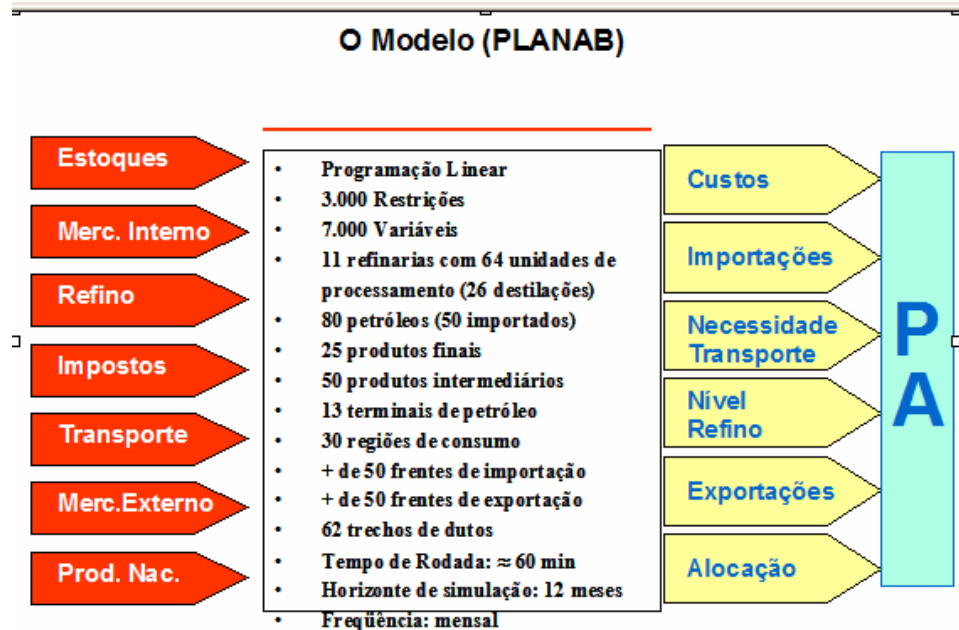 O Modelo (PLANAB)
Estoques
Merc. Interno
Refino
Impostos
Transporte
Merc.Externo
Prod. Nac.
• Programação Linear
• 3.000 Restrições
• 7.000 Variáveis
• 11 refinarias com 64 unidades de
processamento (26 destilações)
• 80 petróleos (50 importados)
• 25 produtos finais
• 50 produtos intermediários
• 13 terminais de petróleo
• 30 regiões de consumo
• + de 50 frentes de importação
• + de 50 frentes de exportação
• 62 trechos de dutos
• Tempo de Rodada: ≈ 60 min
• Horizonte de simulação: 12 meses
• Freqüência: mensal
Custos
Importações
Necessidade
Transporte
Nível
Refino
Exportações
Alocação
P
A